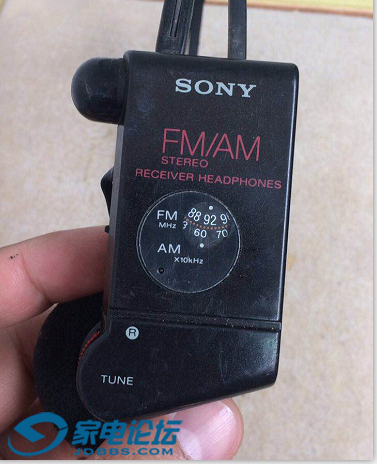 SONY
FM/AM
STEREO
RECEIVER HEADPHONES
FM 88 92 9
MHz
60 70
AM
×10kHz
R
TUNE
家电论坛
JDBBS.COM